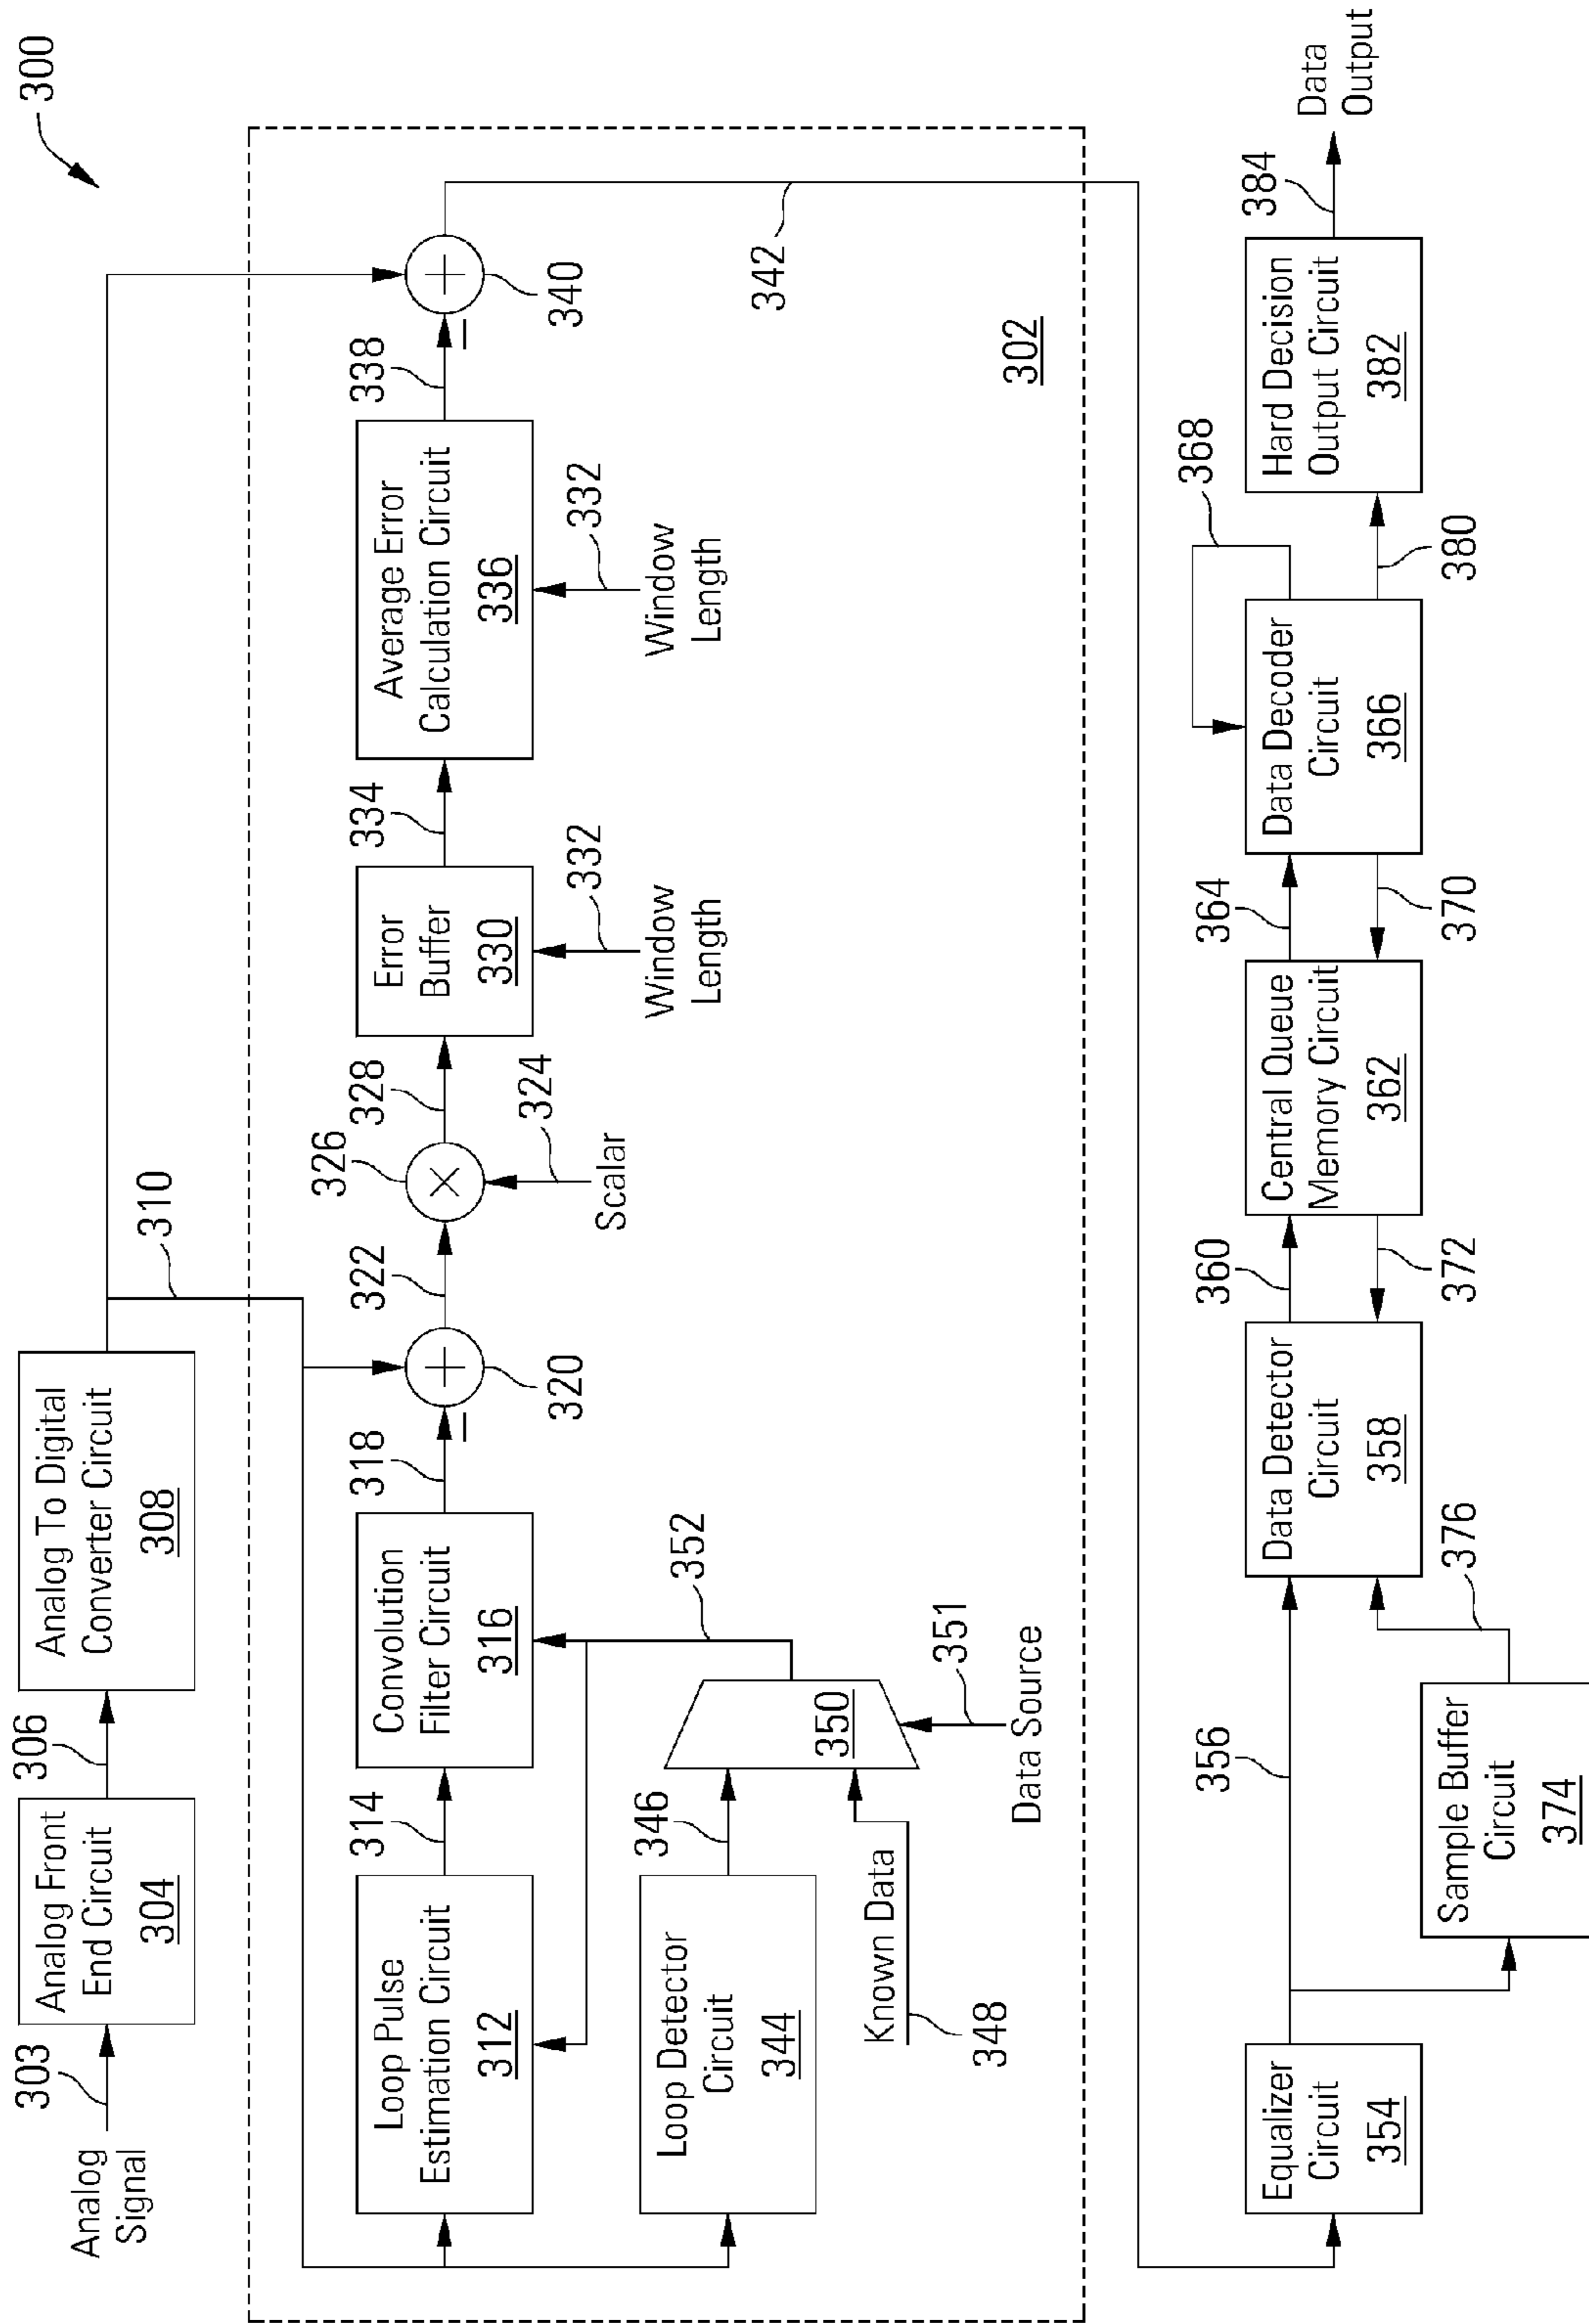 300
Analog
Signal
303
Analog Front
End Circuit
304
306
Analog To Digital
Converter Circuit
308
310
Loop Pulse
Estimation Circuit
312
314
Convolution
Filter Circuit
316
318
320
322
326
Scalar
324
328
Error
Buffer
330
332
Window
Length
334
Average Error
Calculation Circuit
336
332
Window
Length
338
340
342
302
Loop Detector
Circuit
344
346
Known Data
348
350
351
Data Source
352
Equalizer
Circuit
354
356
Sample Buffer
Circuit
374
376
Data Detector
Circuit
358
360
372
Central Queue
Memory Circuit
362
364
370
Data Decoder
Circuit
366
368
380
Hard Decision
Output Circuit
382
384
Data
Output